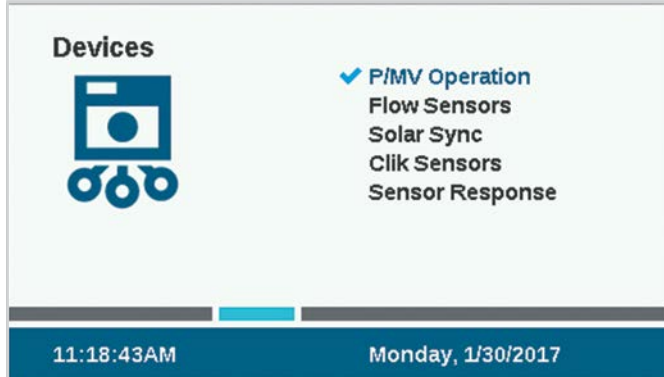 Devices
P/MV Operation
Flow Sensors
Solar Sync
Clik Sensors
Sensor Response
11:18:43AM
Monday, 1/30/2017